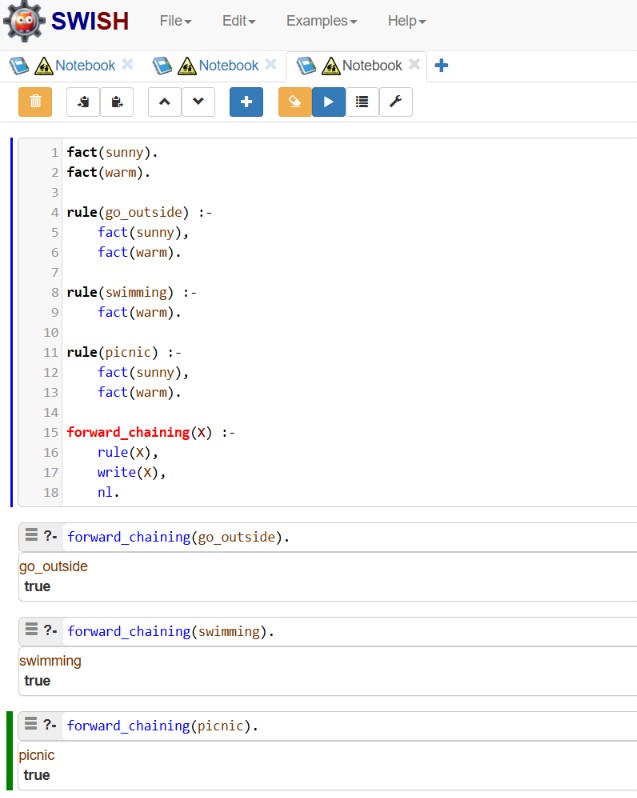 SWISH File Edit Examples Help
Notebook Notebook Notebook
1 fact(sunny).
2 fact(warm).
3
4 rule(go_outside) :-
5 fact(sunny),
6 fact(warm).
7
8 rule(swimming) :-
9 fact(warm).
10
11 rule(picnic) :-
12 fact(sunny),
13 fact(warm).
14
15 forward_chaining(X) :-
16 rule(X),
17 write(X),
18 nl.
?- forward_chaining(go_outside).
go_outside
true
?- forward_chaining(swimming).
swimming
true
?- forward_chaining(picnic).
picnic
true